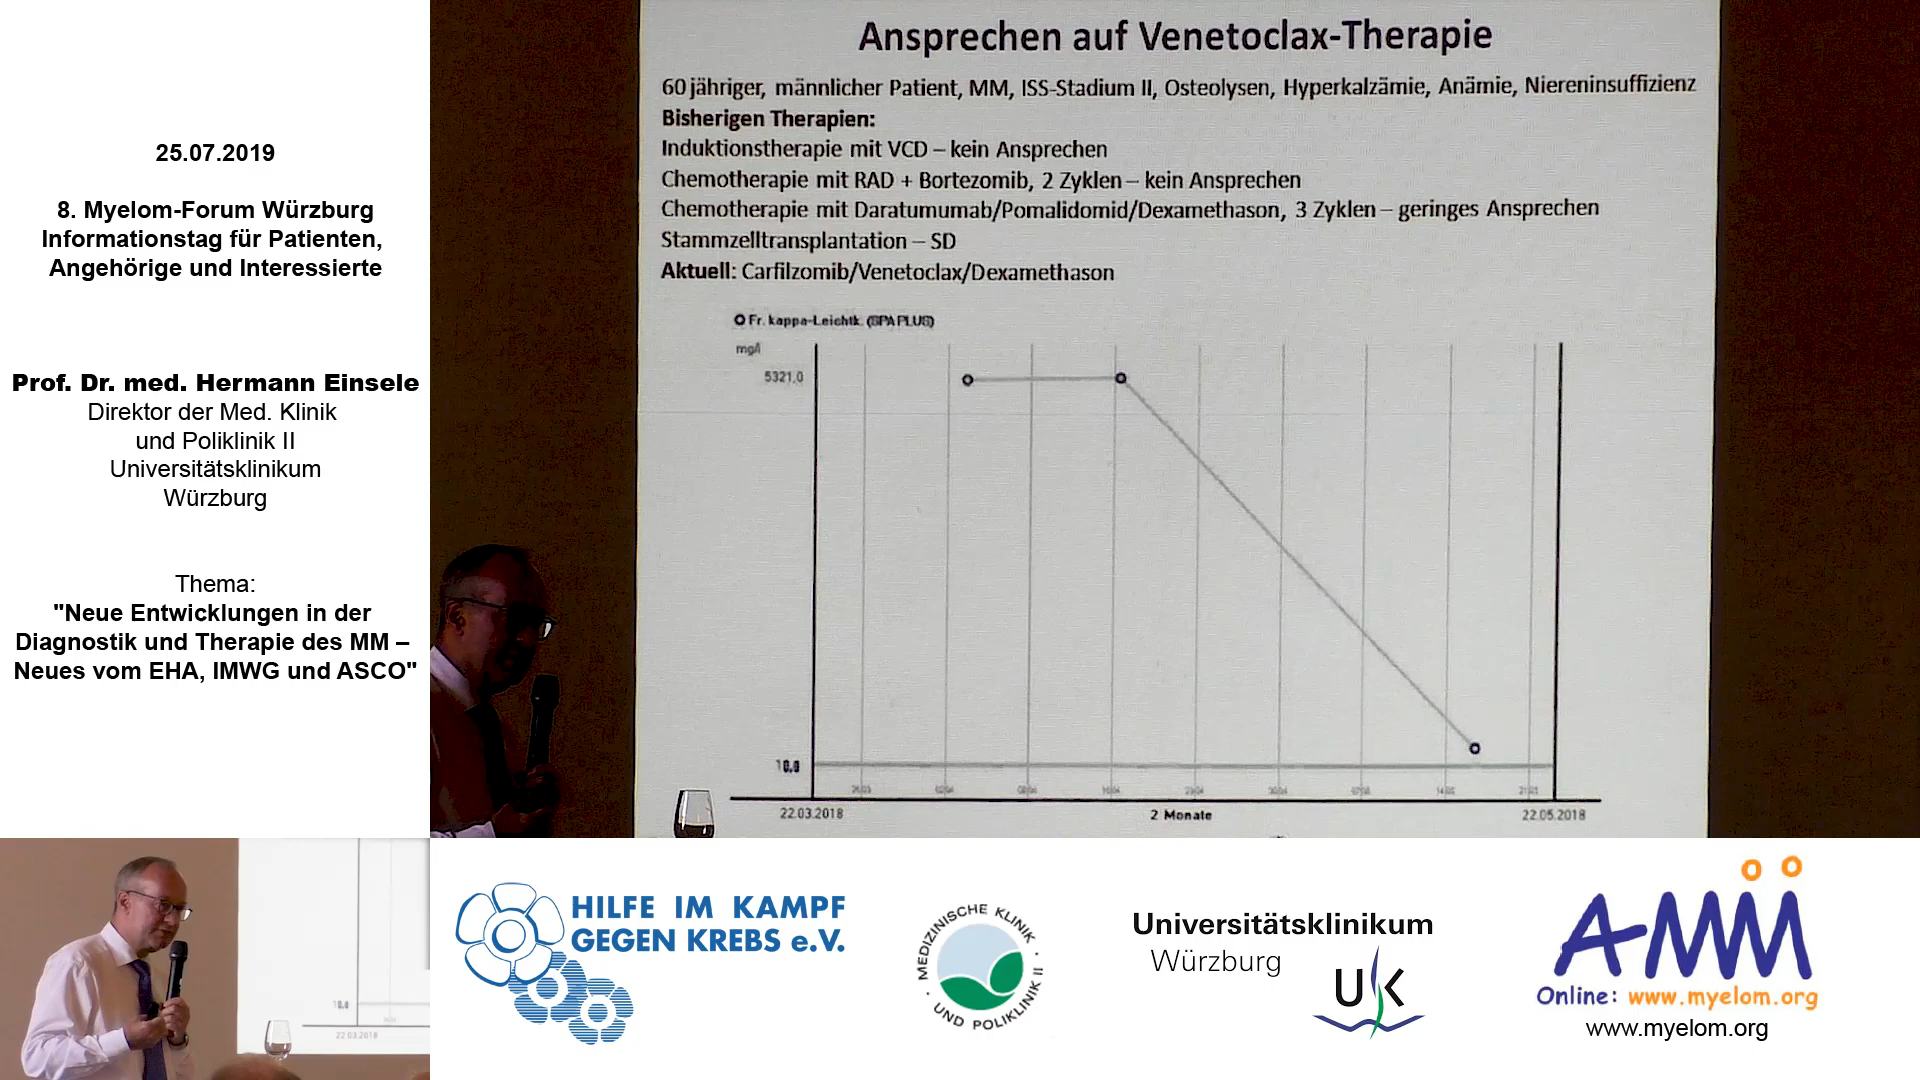 25.07.2019
8. Myelom-Forum Würzburg
Informationstag für Patienten,
Angehörige und Interessierte
Prof. Dr. med. Hermann Einsele
Direktor der Med. Klinik
und Poliklinik II
Universitätsklinikum
Würzburg
Thema:
"Neue Entwicklungen in der
Diagnostik und Therapie des MM –
Neues vom EHA, IMWG und ASCO"
Ansprechen auf Venetoclax-Therapie
60 jähriger, männlicher Patient, MM, ISS-Stadium II, Osteolysen, Hyperkalzämie, Anämie, Niereninsuffizienz
Bisherigen Therapien:
Induktionstherapie mit VCD – kein Ansprechen
Chemotherapie mit RAD + Bortezomib, 2 Zyklen – kein Ansprechen
Chemotherapie mit Daratumumab/Pomalidomid/Dexamethason, 3 Zyklen – geringes Ansprechen
Stammzelltransplantation – SD
Aktuell: Carfilzomib/Venetoclax/Dexamethason
Fr. kappa-Leichtk. (SPA PLUS)
mg/l
5321.0
22.03.2018
2 Monate
22.05.2018
22.03.2018
HILFE IM KAMPF
GEGEN KREBS e.V.
MEDIZINISCHE KLINIK
UND POLIKLINIK II
Universitätsklinikum
Würzburg
UK
AMM
Online: www.myelom.org
www.myelom.org